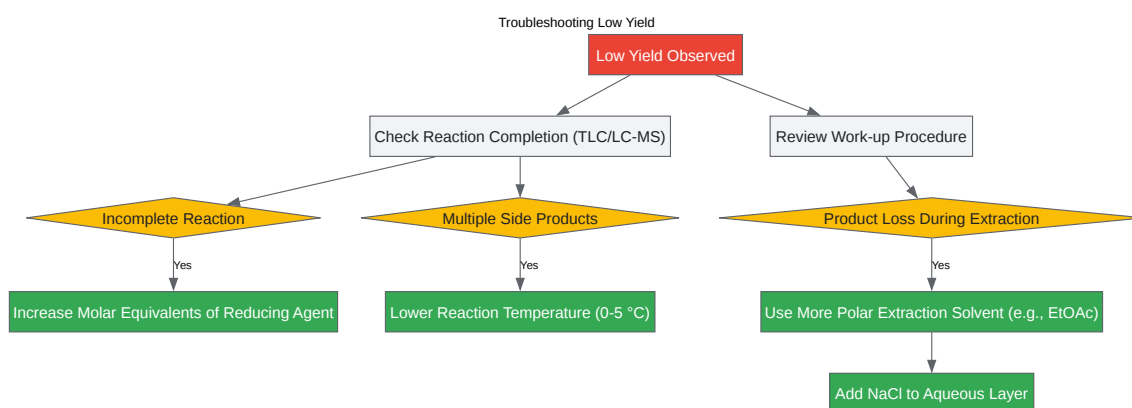 Troubleshooting Low Yield
Low Yield Observed
Check Reaction Completion (TLC/LC-MS)
Review Work-up Procedure
Incomplete Reaction
Multiple Side Products
Product Loss During Extraction
Yes
Yes
Yes
Increase Molar Equivalents of Reducing Agent
Lower Reaction Temperature (0-5 °C)
Use More Polar Extraction Solvent (e.g., EtOAc)
Add NaCl to Aqueous Layer